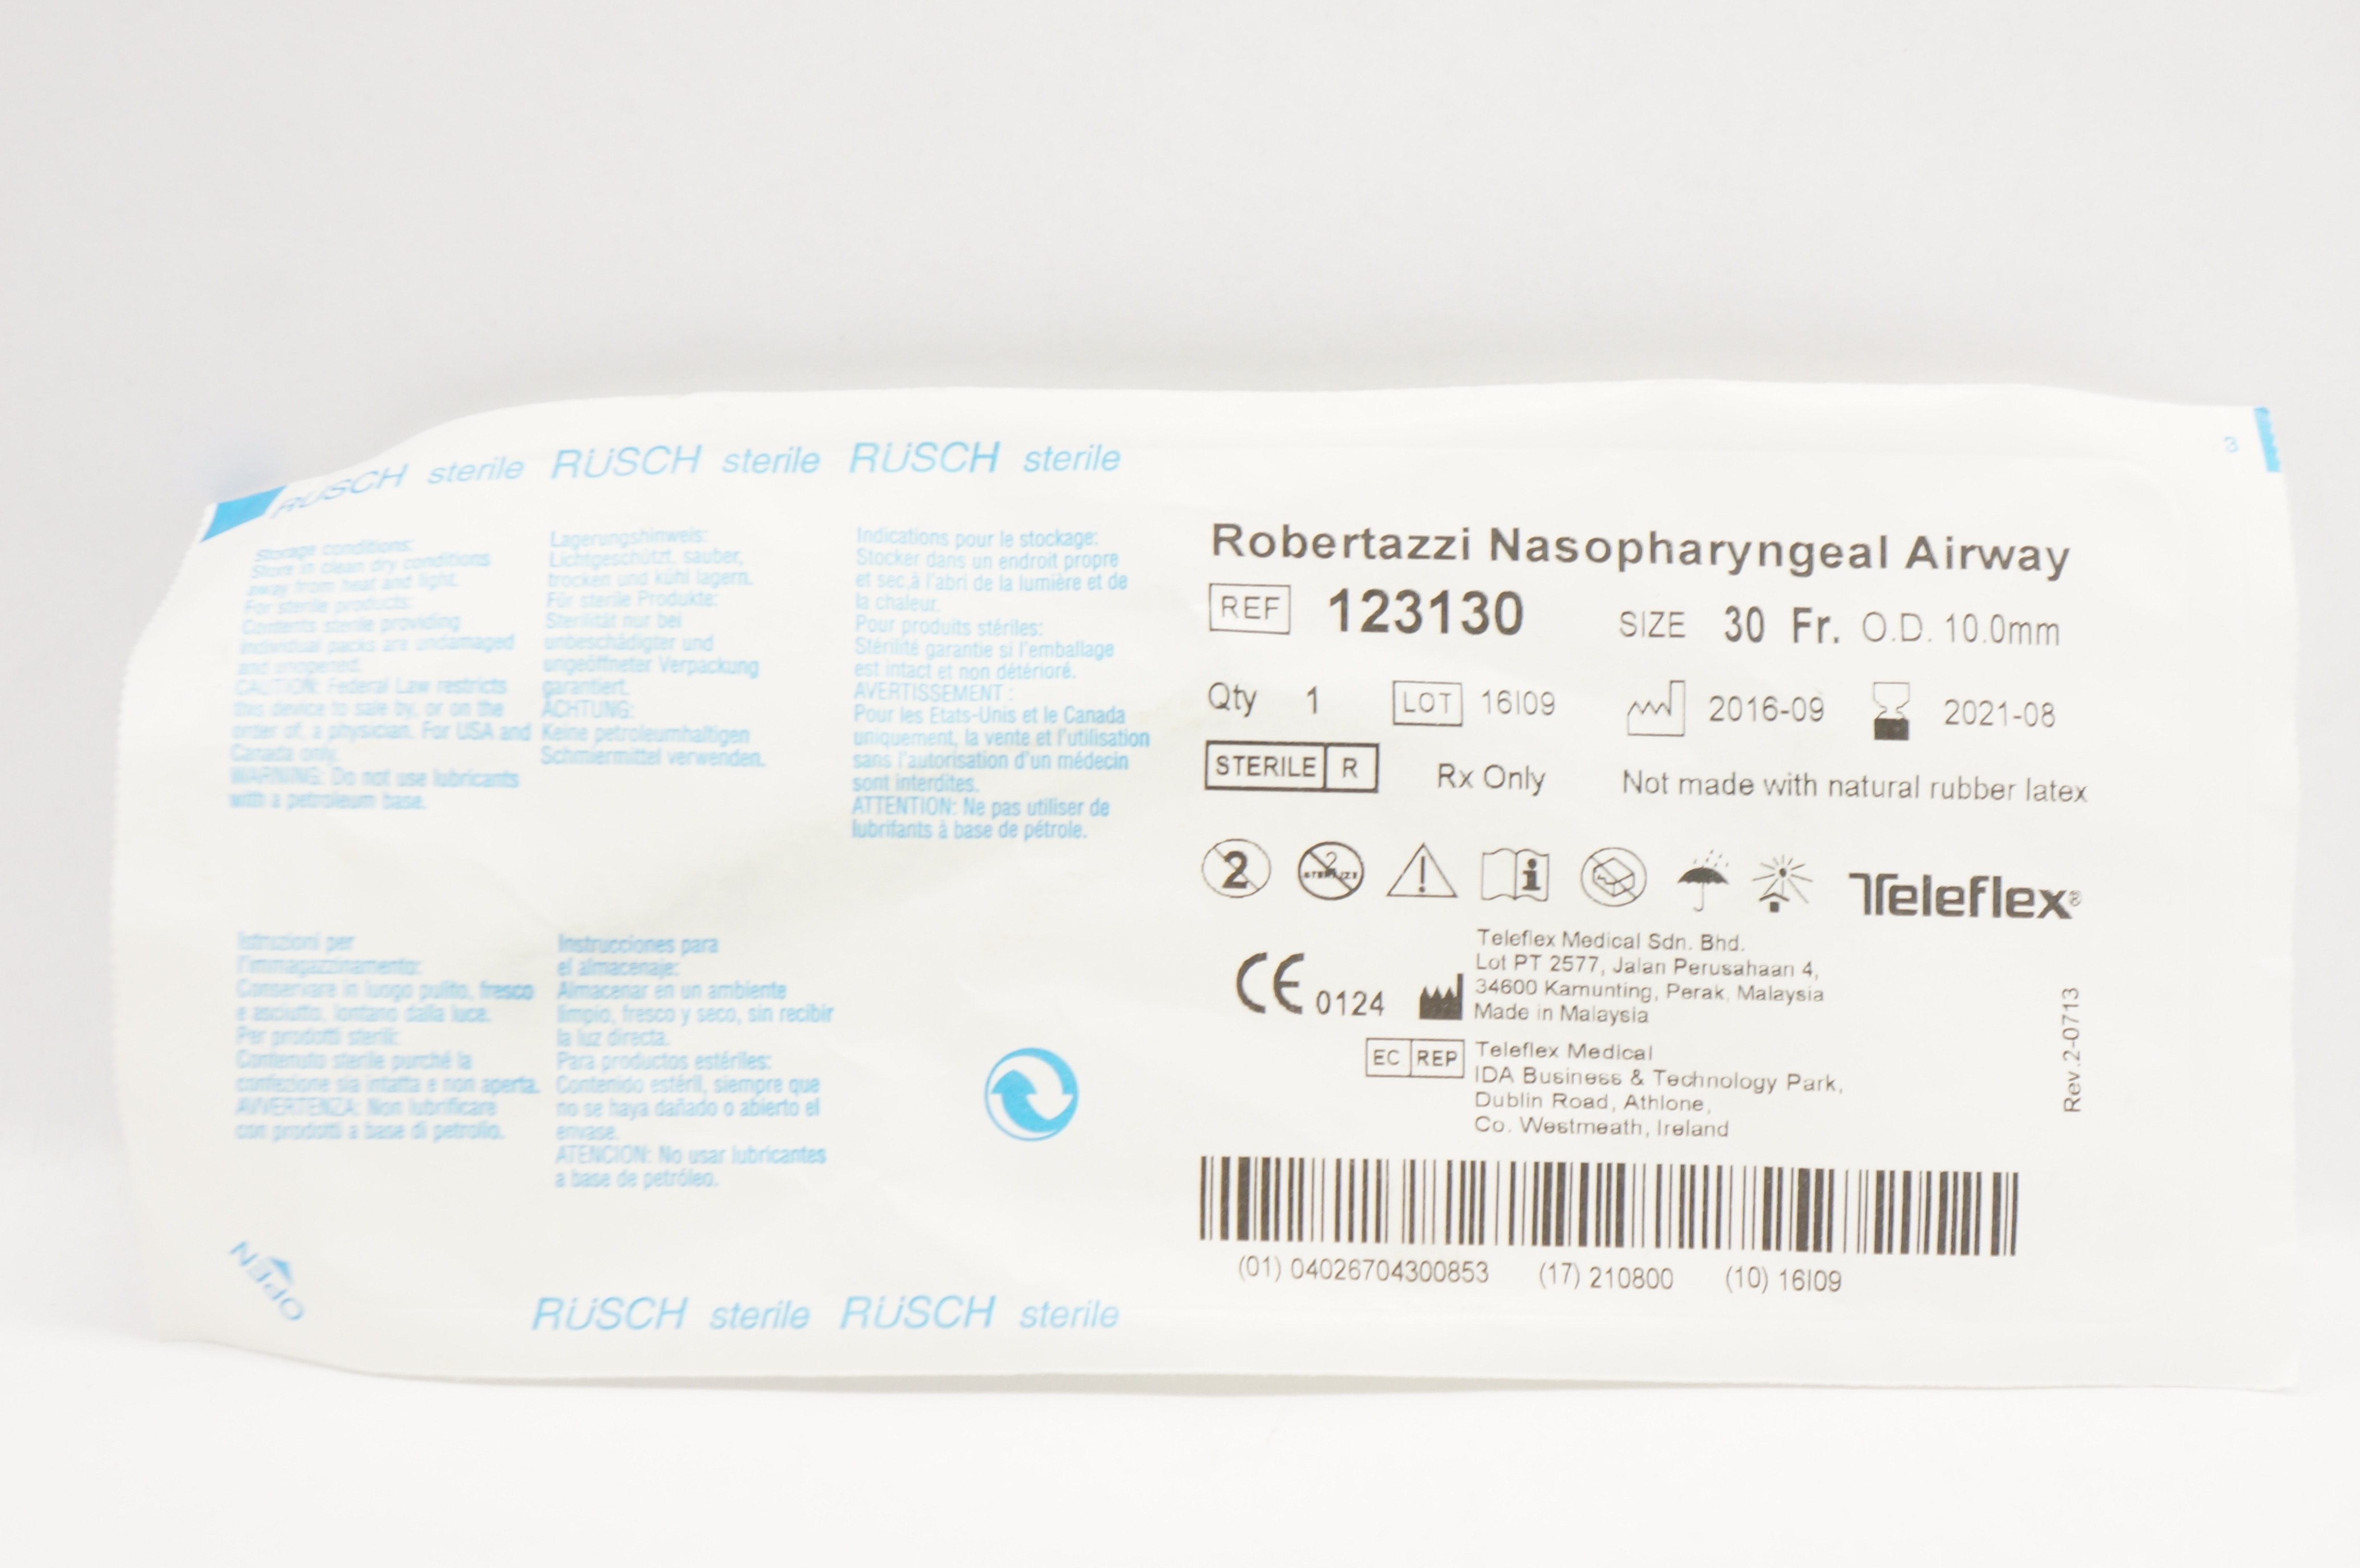 RÜSCH sterile RÜSCH sterile RÜSCH sterile
3
Storage conditions:
Store in clean dry conditions
away from heat and light.
For sterile products:
Contents sterile providing
individual packs are undamaged
and unopened.
CAUTION: Federal Law restricts
this device to sale by, or on the
order of, a physician. For USA and
Canada only.
WARNING: Do not use lubricants
with a petroleum base.
Lagerungshinweis:
Lichtgeschützt, sauber,
trocken und kühl lagern.
Für sterile Produkte:
Sterilität nur bei
unbeschädigter und
ungeöffneter Verpackung
garantiert.
ACHTUNG:
Keine petroleumhaltigen
Schmiermittel verwenden.
Indications pour le stockage:
Stocker dans un endroit propre
et sec,à l'abri de la lumière et de
la chaleur.
Pour produits stériles:
Stérilité garantie si l'emballage
est intact et non détérioré.
AVERTISSEMENT :
Pour les Etats-Unis et le Canada
uniquement, la vente et l'utilisation
sans l'autorisation d'un médecin
sont interdites.
ATTENTION: Ne pas utiliser de
lubrifants à base de pétrole.
Istruzioni per
l'immagazzinamento:
Conservare in luogo pulito, fresco
e asciutto, lontano dalla luce.
Per prodotti sterili:
Contenuto sterile purché la
confezione sia intatta e non aperta.
AVVERTENZA: Non lubrificare
con prodotti a base di petrolio.
Instrucciones para
el almacenaje:
Almacenar en un ambiente
limpio, fresco y seco, sin recibir
la luz directa.
Para productos estériles:
Contenido estéril, siempre que
no se haya dañado o abierto el
envase.
ATENCION: No usar lubricantes
a base de petróleo.
OPEN
RÜSCH sterile RÜSCH sterile
Robertazzi Nasopharyngeal Airway
REF 123130 SIZE 30 Fr. O.D. 10.0mm
Qty 1 LOT 16I09 2016-09 2021-08
STERILE R Rx Only Not made with natural rubber latex
2 2 STERILIZE Teleflex®
CE 0124
Teleflex Medical Sdn. Bhd.
Lot PT 2577, Jalan Perusahaan 4,
34600 Kamunting, Perak, Malaysia
Made in Malaysia
EC REP Teleflex Medical
IDA Business & Technology Park,
Dublin Road, Athlone,
Co. Westmeath, Ireland
Rev.2-0713
(01) 04026704300853 (17) 210800 (10) 16I09